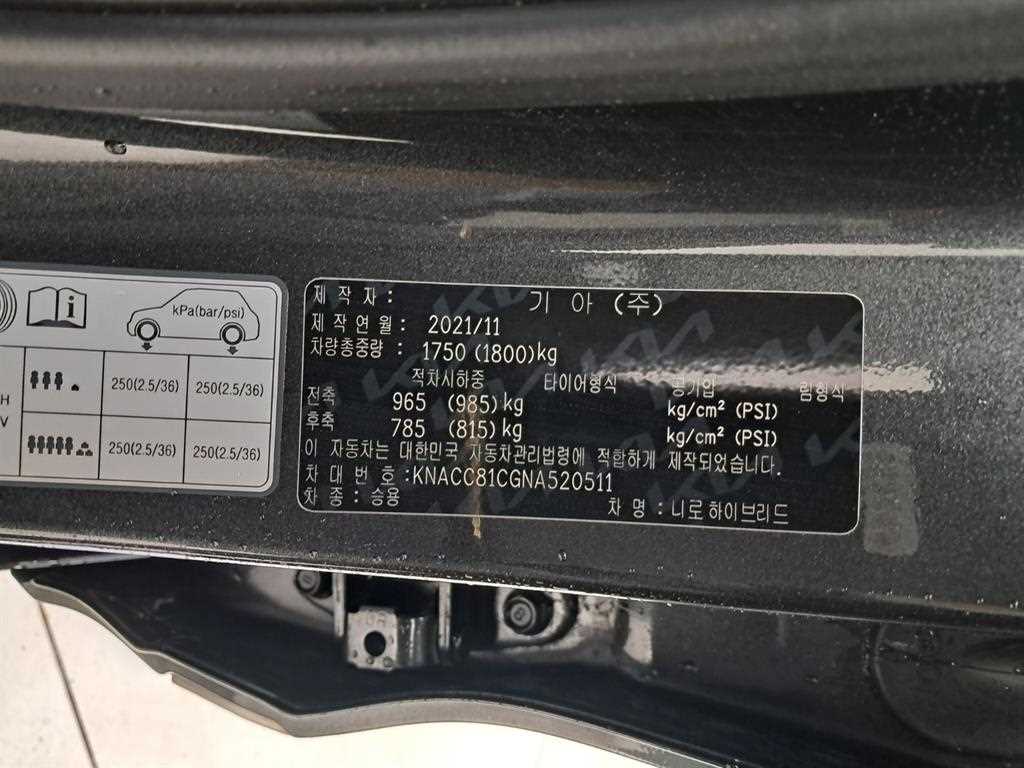 kPa(bar/psi)
H
V
250(2.5/36) 250(2.5/36)
250(2.5/36) 250(2.5/36)
제 작 자 : 기 아 (주)
제 작 연 월 : 2021/11
차량총중량 : 1750 (1800)kg
적차시하중 타이어형식 공기압 림형식
전축 965 (985)kg kg/cm² (PSI)
후축 785 (815)kg kg/cm² (PSI)
이 자동차는 대한민국 자동차관리법령에 적합하게 제작되었습니다.
차 대 번 호 :KNACC81CGNA520511
차 종 : 승용 차 명 : 니로하이브리드